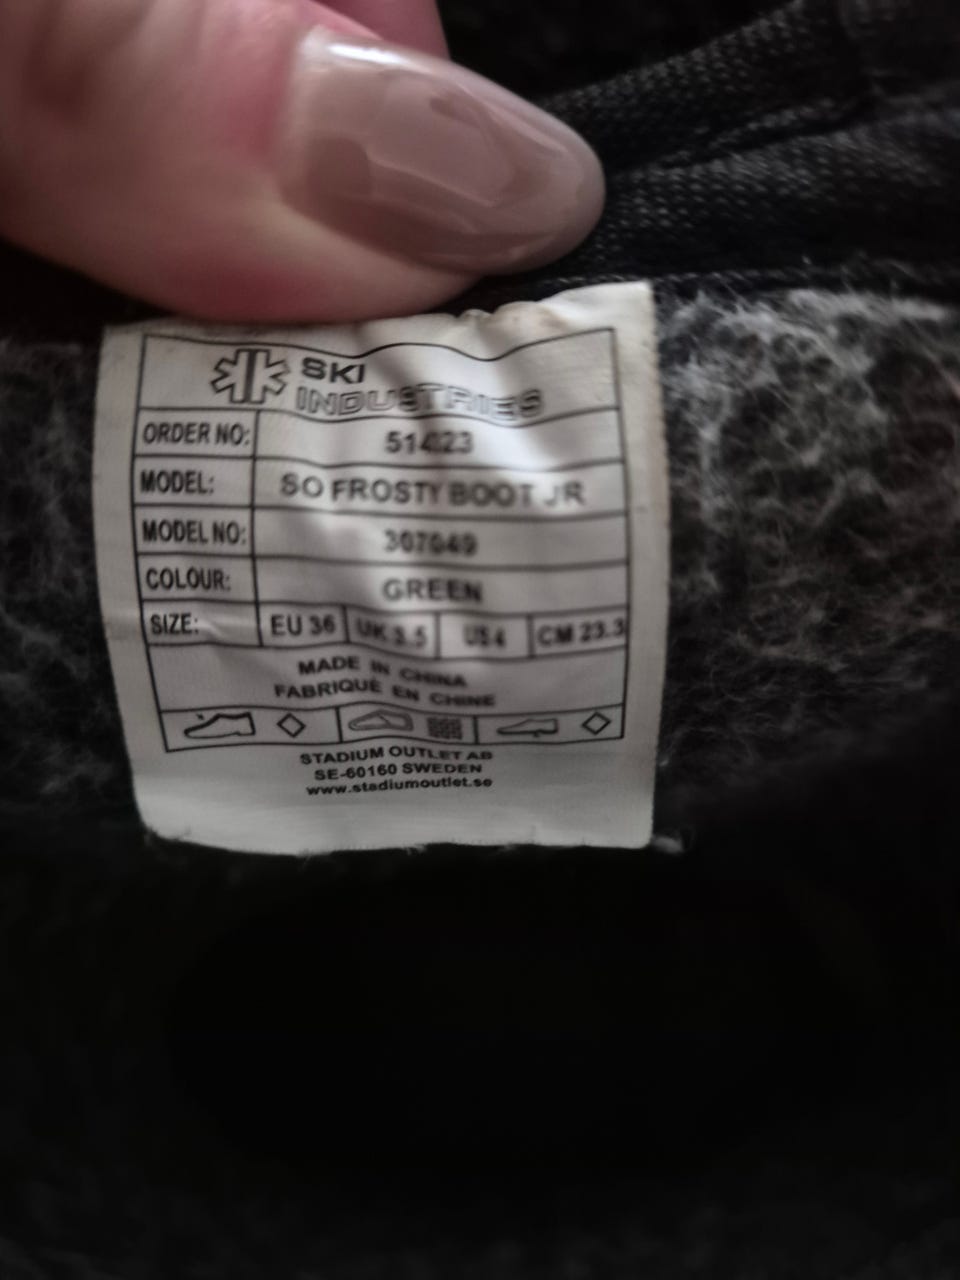 SKI
INDUSTRIES
ORDER NO:
MODEL: SO FROSTY BOOT JR
MODEL NO: 307049
COLOUR: GREEN
SIZE: EU 36 UK 3.5 US 4 CM 23.3
MADE IN CHINA
FABRIQUÉ EN CHINE
STADIUM OUTLET AB
SE-60160 SWEDEN
www.stadiumoutlet.se